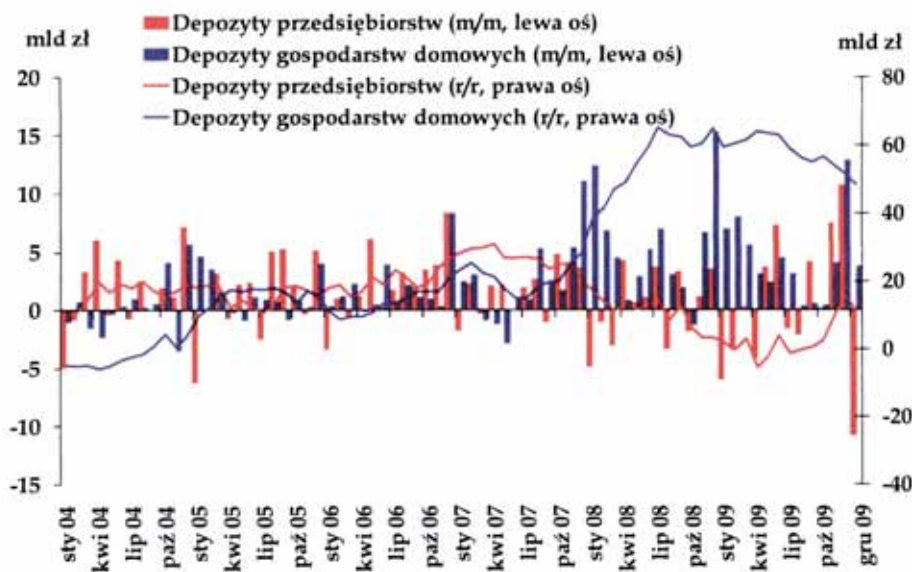 Depozyty przedsiębiorstw (m/m, lewa oś)
Depozyty gospodarstw domowych (m/m, lewa oś)
Depozyty przedsiębiorstw (r/r, prawa oś)
Depozyty gospodarstw domowych (r/r, prawa oś)
mld zł
mld zł
20
15
10
5
0
-5
-10
-15
80
60
40
20
0
-20
-40
sty 04
kwi 04
lip 04
paź 04
sty 05
kwi 05
lip 05
paź 05
sty 06
kwi 06
lip 06
paź 06
sty 07
kwi 07
lip 07
paź 07
sty 08
kwi 08
lip 08
paź 08
sty 09
kwi 09
lip 09
paź 09
gru 09